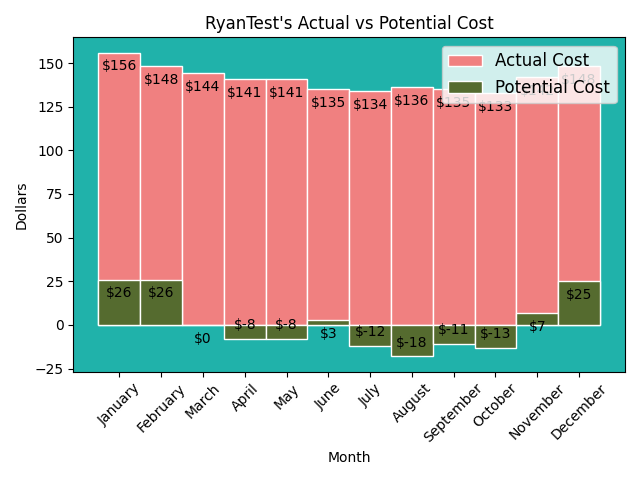 RyanTest's Actual vs Potential Cost
Actual Cost
Potential Cost
Dollars
150
125
100
75
50
25
0
−25
$156
$148
$144
$141
$141
$135
$134
$136
$135
$133
$148
$26
$26
$0
$-8
$-8
$3
$-12
$-18
$-11
$-13
$7
$25
January
February
March
April
May
June
July
August
September
October
November
December
Month